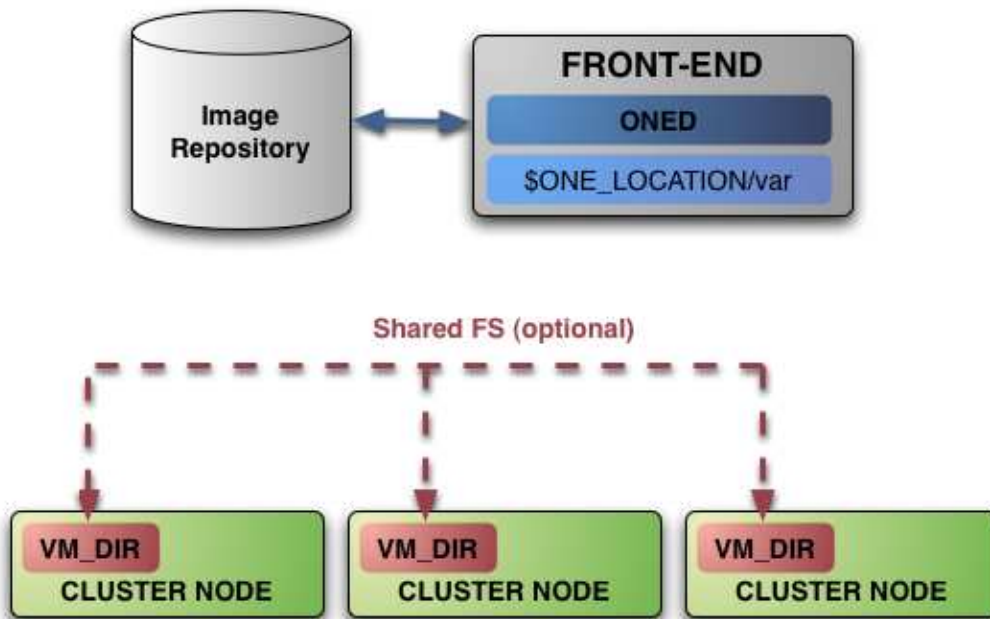 Image
Repository
FRONT-END
ONED
$ONE_LOCATION/var
Shared FS (optional)
VM_DIR
CLUSTER NODE
VM_DIR
CLUSTER NODE
VM_DIR
CLUSTER NODE